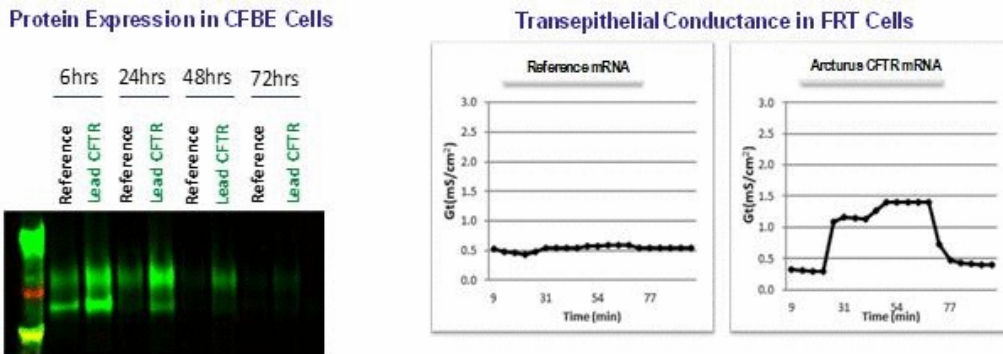 Protein Expression in CFBE Cells
6hrs 24hrs 48hrs 72hrs
Reference Lead CFTR Reference Lead CFTR Reference Lead CFTR Reference Lead CFTR
Transepithelial Conductance in FRT Cells
Reference mRNA
3.0
2.5
2.0
1.5
1.0
0.5
0.0
Gt(mS/cm²)
9 31 54 77
Time (min)
Arcturus CFTR mRNA
3.0
2.5
2.0
1.5
1.0
0.5
0.0
Gt(mS/cm²)
9 31 54 77
Time (min)